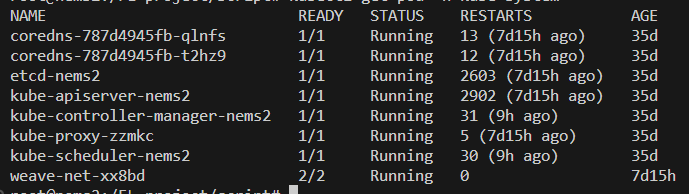 NAME READY STATUS RESTARTS AGE
coredns-787d4945fb-qlnfs 1/1 Running 13 (7d15h ago) 35d
coredns-787d4945fb-t2hz9 1/1 Running 12 (7d15h ago) 35d
etcd-nems2 1/1 Running 2603 (7d15h ago) 35d
kube-apiserver-nems2 1/1 Running 2902 (7d15h ago) 35d
kube-controller-manager-nems2 1/1 Running 31 (9h ago) 35d
kube-proxy-zzmkc 1/1 Running 5 (7d15h ago) 35d
kube-scheduler-nems2 1/1 Running 30 (9h ago) 35d
weave-net-xx8bd 2/2 Running 0 7d15h